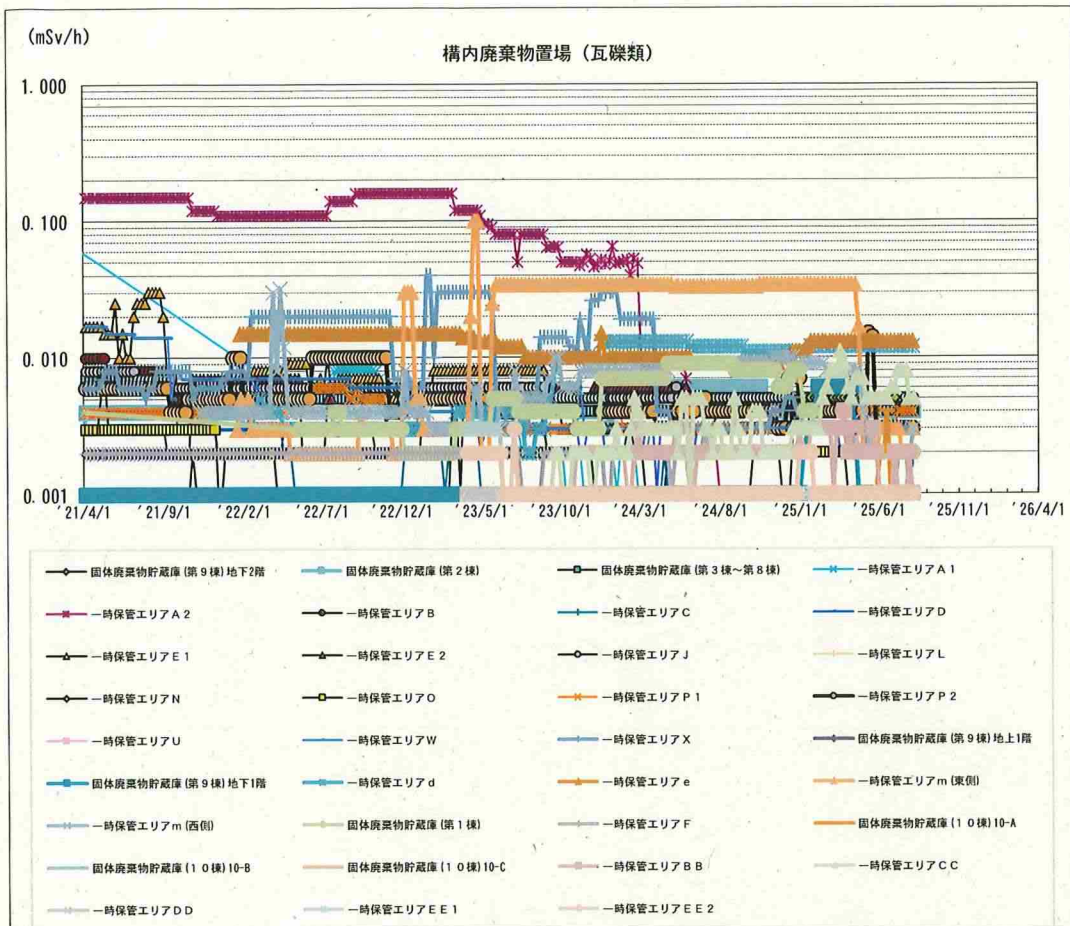 (mSv/h)
構内廃棄物置場（瓦礫類）
1.000
0.100
0.010
0.001
'21/4/1 '21/9/1 '22/2/1 '22/7/1 '22/12/1 '23/5/1 '23/10/1 '24/3/1 '24/8/1 '25/1/1 '25/6/1 '25/11/1 '26/4/1
固体廃棄物貯蔵庫(第9棟)地下2階 固体廃棄物貯蔵庫(第2棟) 固体廃棄物貯蔵庫(第3棟～第8棟) 一時保管エリアA1
一時保管エリアA2 一時保管エリアB 一時保管エリアC 一時保管エリアD
一時保管エリアE1 一時保管エリアE2 一時保管エリアJ 一時保管エリアL
一時保管エリアN 一時保管エリアO 一時保管エリアP1 一時保管エリアP2
一時保管エリアU 一時保管エリアW 一時保管エリアX 固体廃棄物貯蔵庫(第9棟)地上1階
固体廃棄物貯蔵庫(第9棟)地下1階 一時保管エリアd 一時保管エリアe 一時保管エリアm(東側)
一時保管エリアm(西側) 固体廃棄物貯蔵庫(第1棟) 一時保管エリアF 固体廃棄物貯蔵庫(10棟)10-A
固体廃棄物貯蔵庫(10棟)10-B 固体廃棄物貯蔵庫(10棟)10-C 一時保管エリアBB 一時保管エリアCC
一時保管エリアDD 一時保管エリアEE1 一時保管エリアEE2